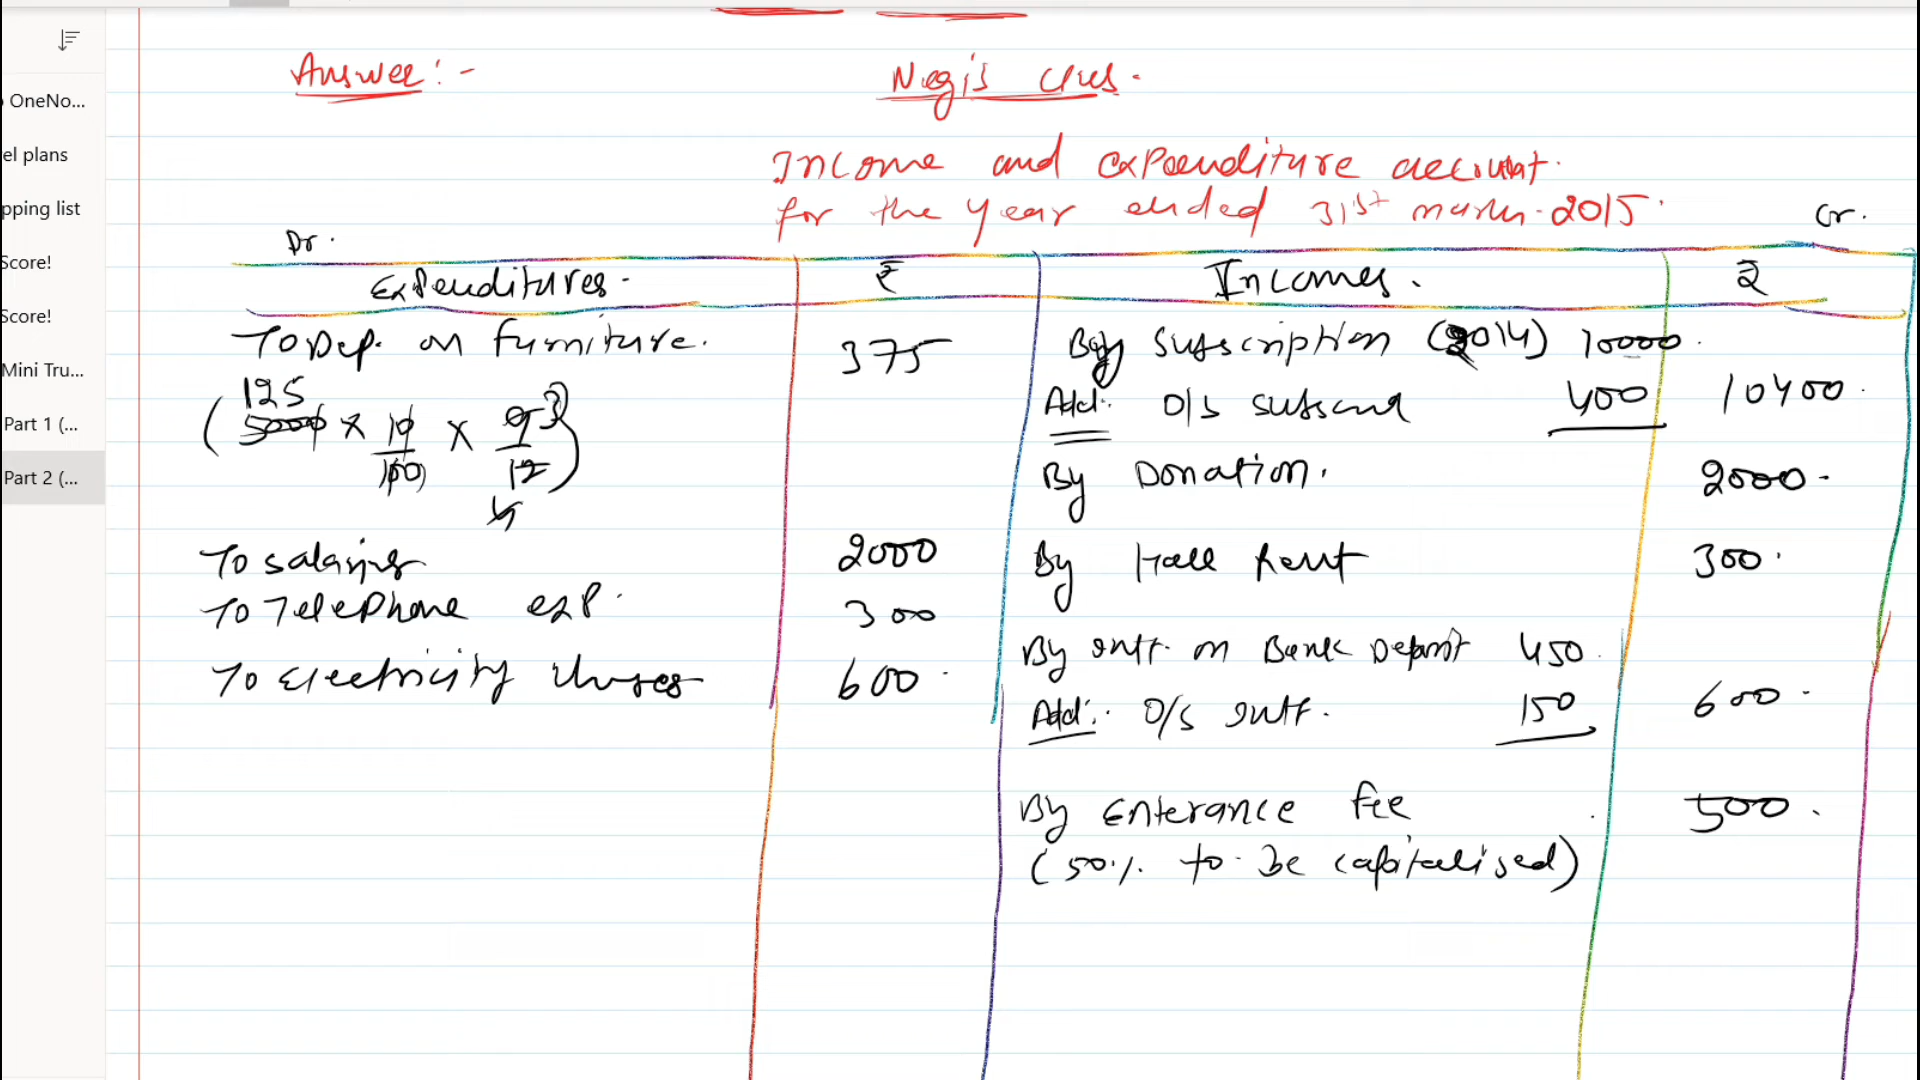 OneNo...
el plans
pping list
Score!
Score!
Mini Tru...
Part 1 (...
Part 2 (...
Answer :-
Negi's
Income and expenditure account.
for the year ended 31st march-2015.
Dr.
Cr.
Expenditures.
₹
Incomes.
₹
To Dep. on furniture.
375
125
( 5000 x 10 x 9 3 )
100 12
4
To salaries
2000
To Telephone exp.
300
To Electricity
600
By Subscription (2014) 10000
Add: O/s 400 10400
By Donation. 2000
By Hall Rent 300
By Intt. on Bank Deposit 450
Add: O/s Intt. 150 600
By Enterance fee 500
(50% to be capitalised)